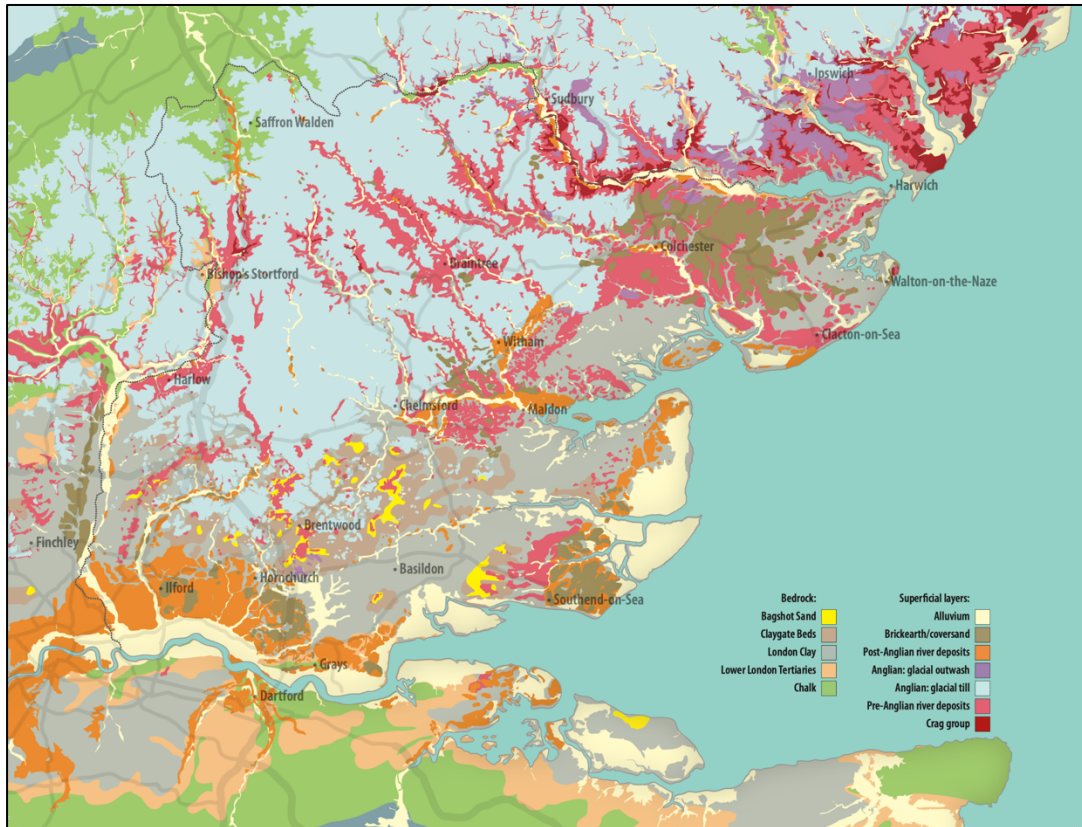 Ipswich
Sudbury
Saffron Walden
Harwich
Colchester
Braintree
Bishop's Stortford
Walton-on-the-Naze
Clacton-on-Sea
Witham
Harlow
Chelmsford
Maldon
Brentwood
Finchley
Basildon
Hornchurch
Ilford
Southend-on-Sea
Grays
Dartford
Bedrock:
Bagshot Sand
Claygate Beds
London Clay
Lower London Tertiaries
Chalk
Superficial layers:
Alluvium
Brickearth/coversand
Post-Anglian river deposits
Anglian: glacial outwash
Anglian: glacial till
Pre-Anglian river deposits
Crag group